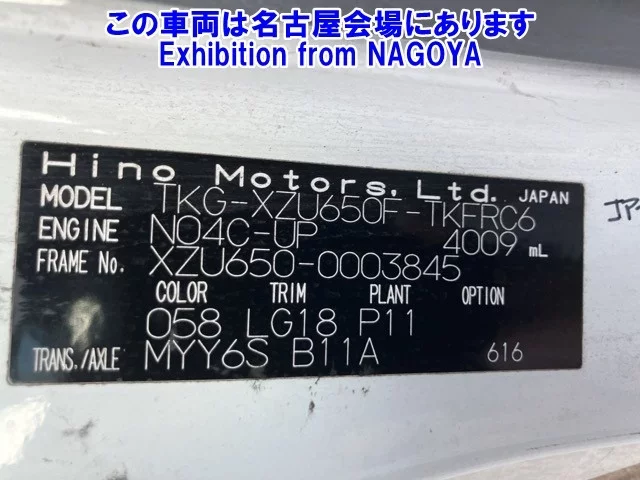 この車両は名古屋会場にあります
Exhibition from NAGOYA
Hino Motors, Ltd. JAPAN
MODEL TKG-XZU650F-TKFRC6
ENGINE N04C-UP 4009 mL
FRAME No. XZU650-0003845
COLOR TRIM PLANT OPTION
058 LG18 P11
TRANS./AXLE MYY6S B11A 616